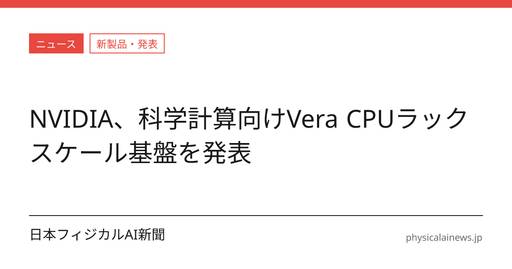 ニュース
新製品・発表
NVIDIA、科学計算向けVera CPUラック
スケール基盤を発表
日本フィジカルAI新聞
physicalainews.jp